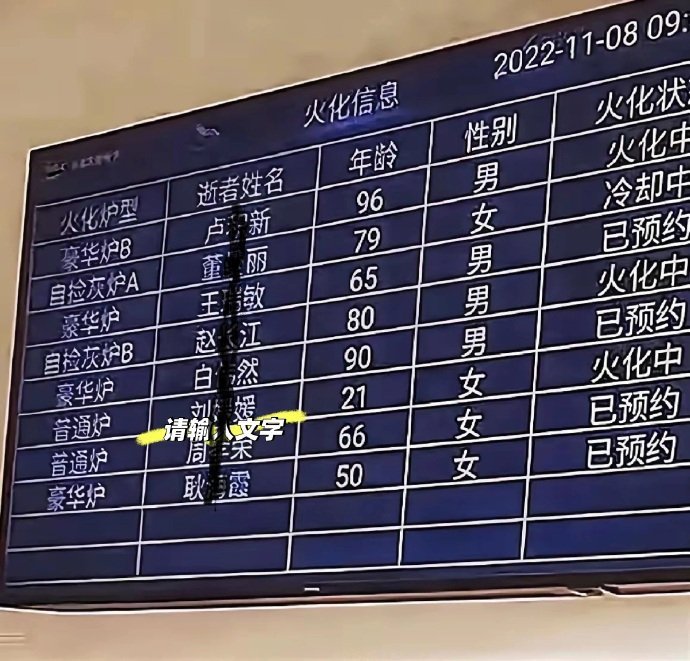 2022-11-08 09:
火化信息
火化炉型 逝者姓名 年龄 性别 火化状
豪华炉B 卢 新 96 男 火化中
自捡灰炉A 董 丽 79 女 冷却中
豪华炉 王 敏 65 男 已预约
自捡灰炉B 赵 江 80 男 火化中
豪华炉 白 然 90 男 已预约
普通炉 刘 媛 21 女 火化中
请输入文字
普通炉 周 荣 66 女 已预约
豪华炉 耿 霞 50 女 已预约